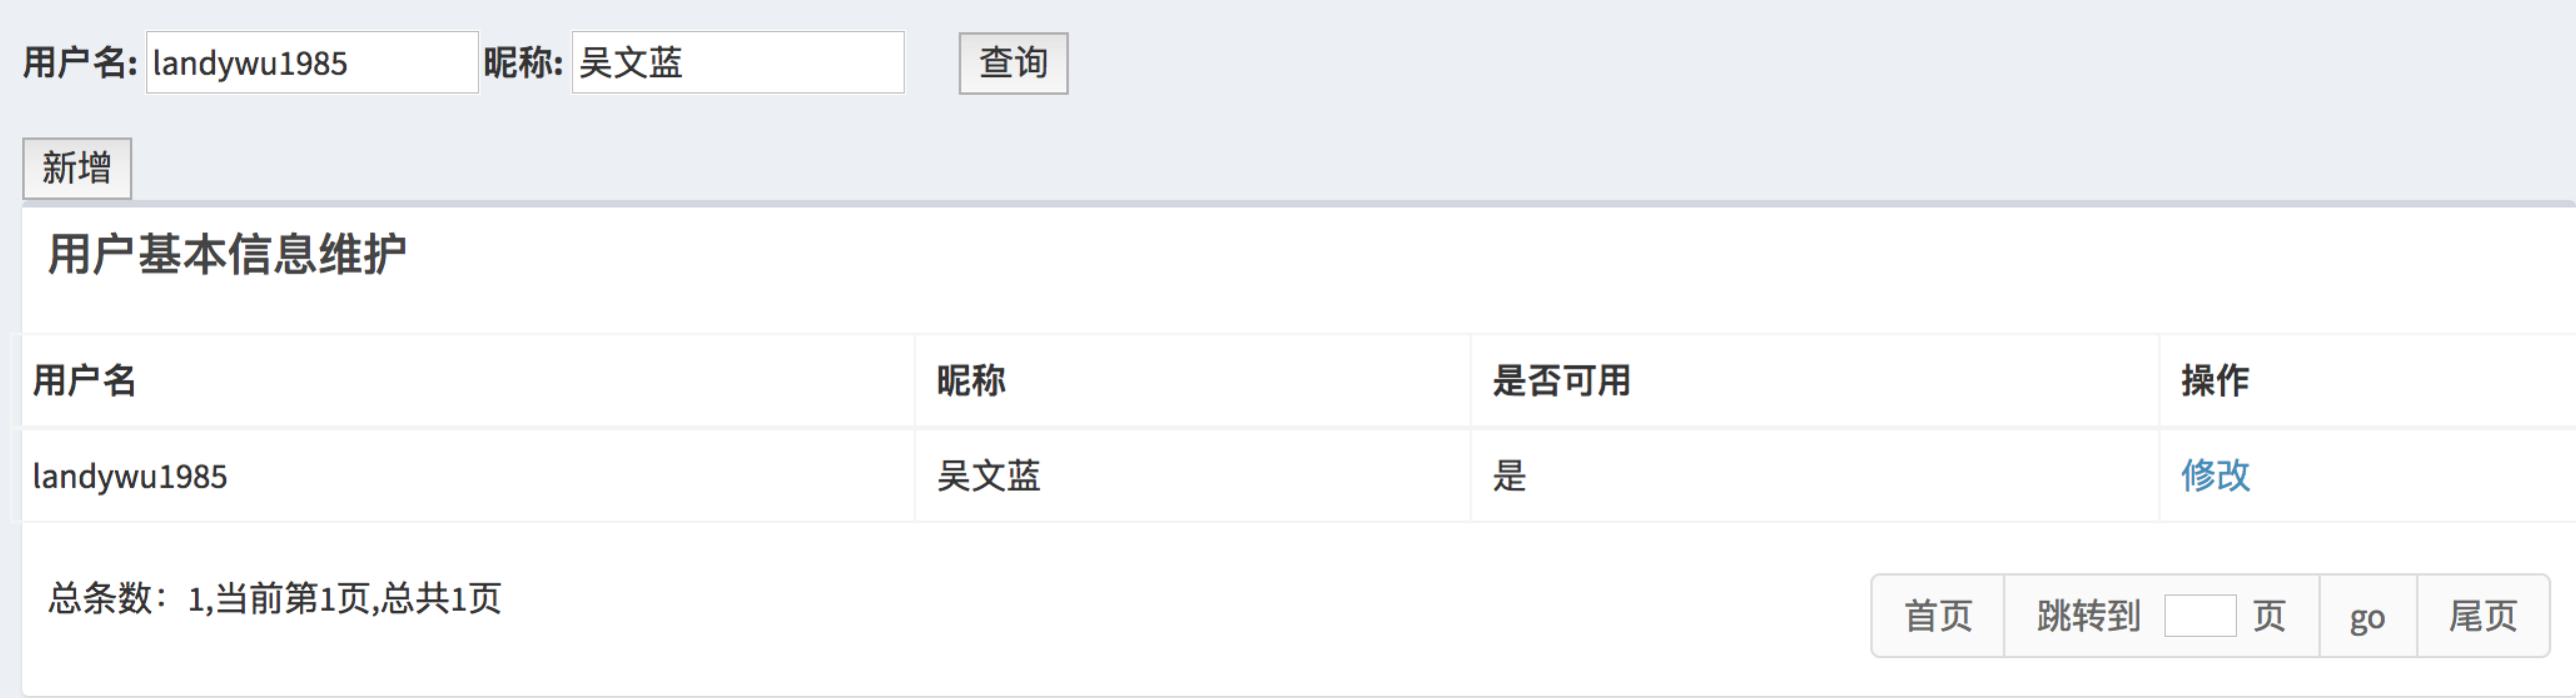 用户名: landywu1985 昵称: 吴文蓝 查询
新增
用户基本信息维护
用户名 昵称 是否可用 操作
landywu1985 吴文蓝 是 修改
总条数：1,当前第1页,总共1页
首页 跳转到 页 go 尾页